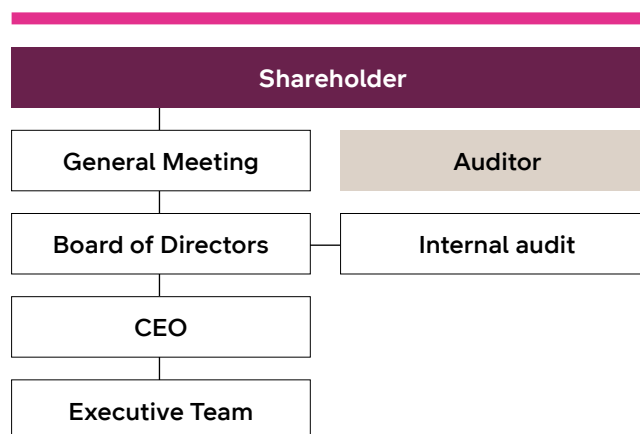 Shareholder
General Meeting
Auditor
Board of Directors
Internal audit
CEO
Executive Team